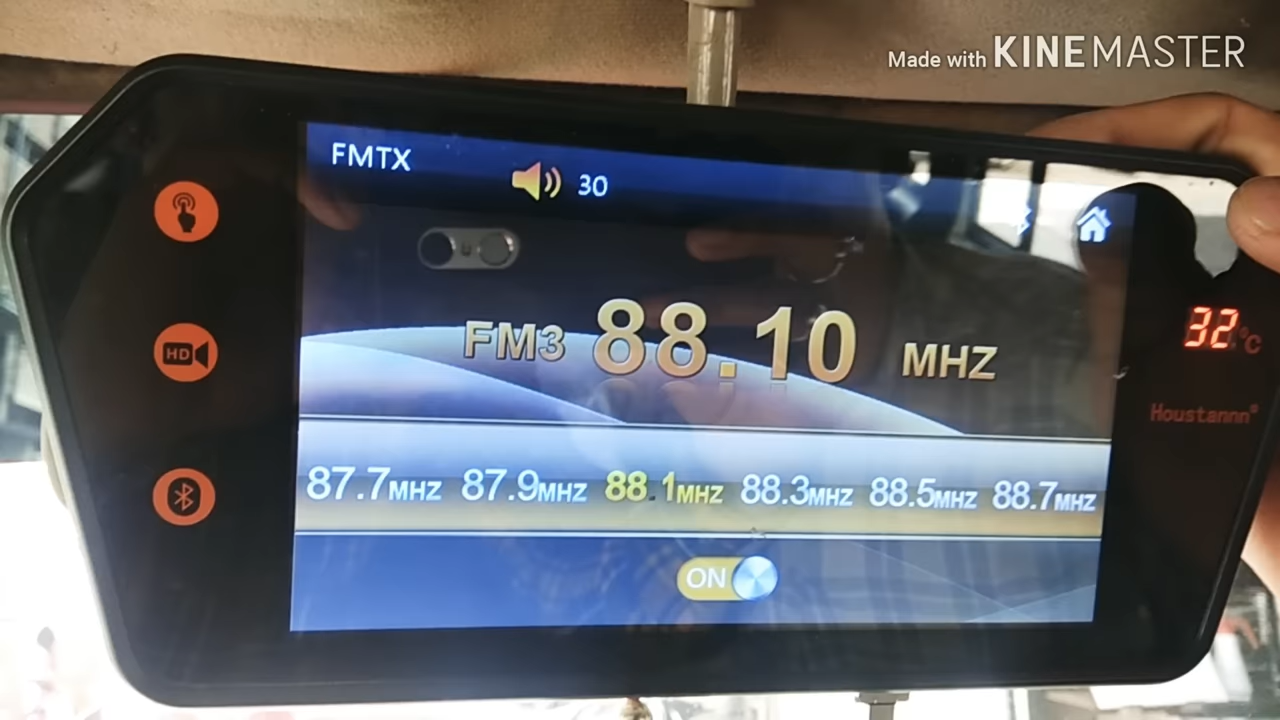 Made with KINEMASTER
FMTX
30
HD
FM3 88.10 MHZ
32°C
Houstannn®
87.7MHZ 87.9MHZ 88.1MHZ 88.3MHZ 88.5MHZ 88.7MHZ
ON